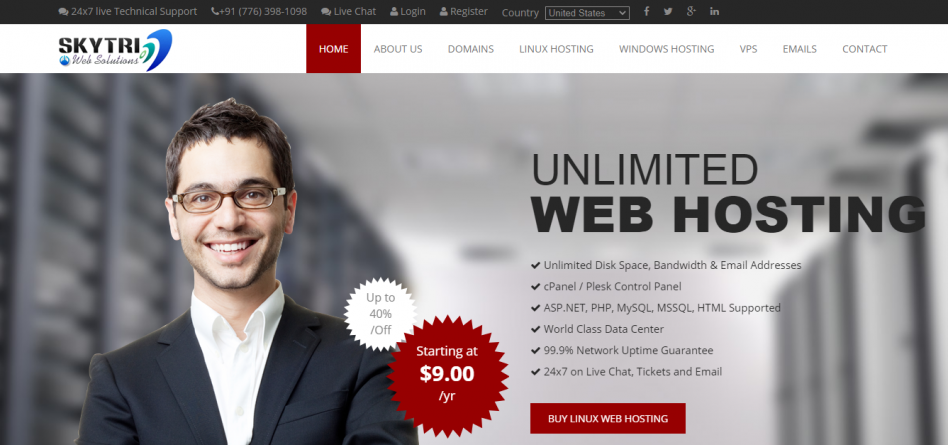 24x7 live Technical Support +91 (776) 398-1098 Live Chat Login Register Country United States
SKYTRI
Web Solutions
HOME ABOUT US DOMAINS LINUX HOSTING WINDOWS HOSTING VPS EMAILS CONTACT
UNLIMITED
WEB HOSTING
Unlimited Disk Space, Bandwidth & Email Addresses
cPanel / Plesk Control Panel
ASP.NET, PHP, MySQL, MSSQL, HTML Supported
World Class Data Center
99.9% Network Uptime Guarantee
24x7 on Live Chat, Tickets and Email
Up to
40%
/Off
Starting at
$9.00
/yr
BUY LINUX WEB HOSTING